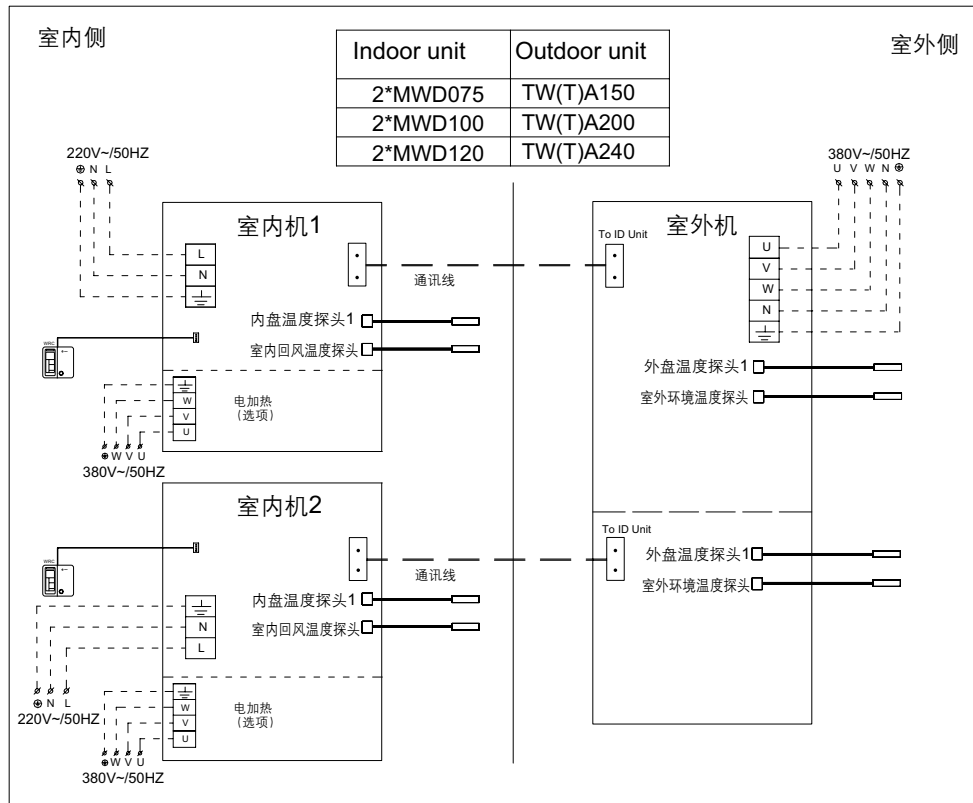 室内侧
室外侧
Indoor unit Outdoor unit
2*MWD075 TW(T)A150
2*MWD100 TW(T)A200
2*MWD120 TW(T)A240
220V~/50HZ
N L
室内机1
L
N
通讯线
内盘温度探头1
室内回风温度探头
WRC
W
V
U
电加热
(选项)
W V U
380V~/50HZ
380V~/50HZ
U V W N
室外机
To ID Unit
U
V
W
N
外盘温度探头1
室外环境温度探头
室内机2
WRC
通讯线
内盘温度探头1
室内回风温度探头
N
L
N L
220V~/50HZ
W
V
U
电加热
(选项)
W V U
380V~/50HZ
To ID Unit
外盘温度探头1
室外环境温度探头